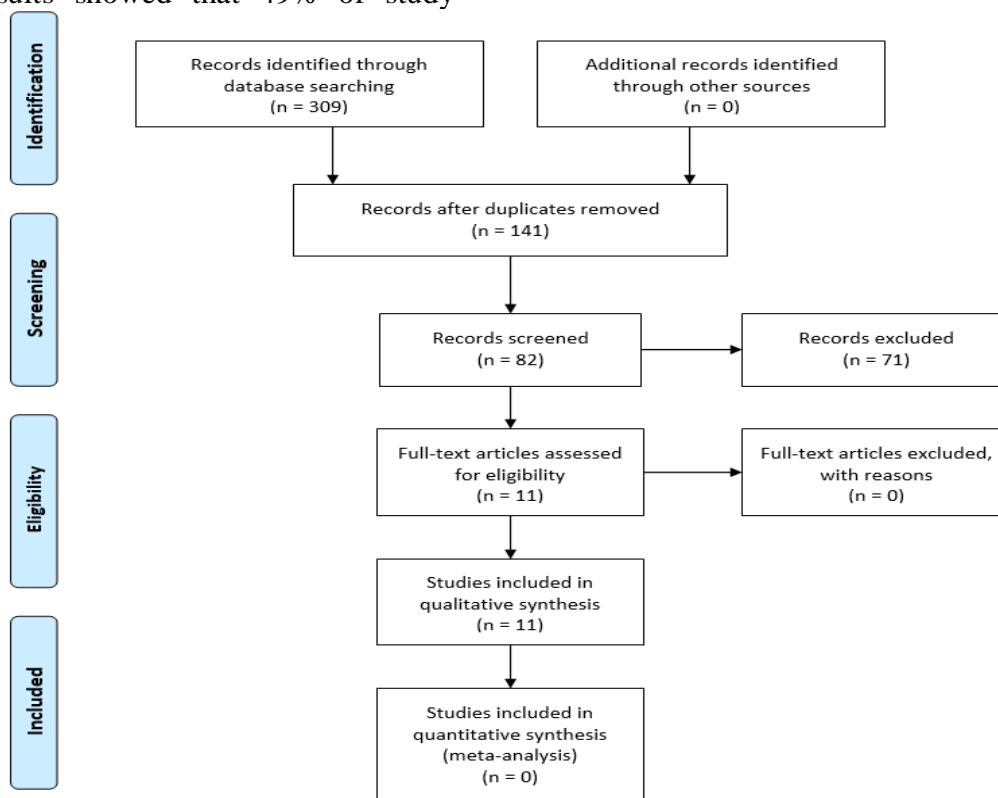 sults showed that 49% of study
Identification
Records identified through
database searching
(n = 309)
Additional records identified
through other sources
(n = 0)
Records after duplicates removed
(n = 141)
Screening
Records screened
(n = 82)
Records excluded
(n = 71)
Eligibility
Full-text articles assessed
for eligibility
(n = 11)
Full-text articles excluded,
with reasons
(n = 0)
Studies included in
qualitative synthesis
(n = 11)
Included
Studies included in
quantitative synthesis
(meta-analysis)
(n = 0)